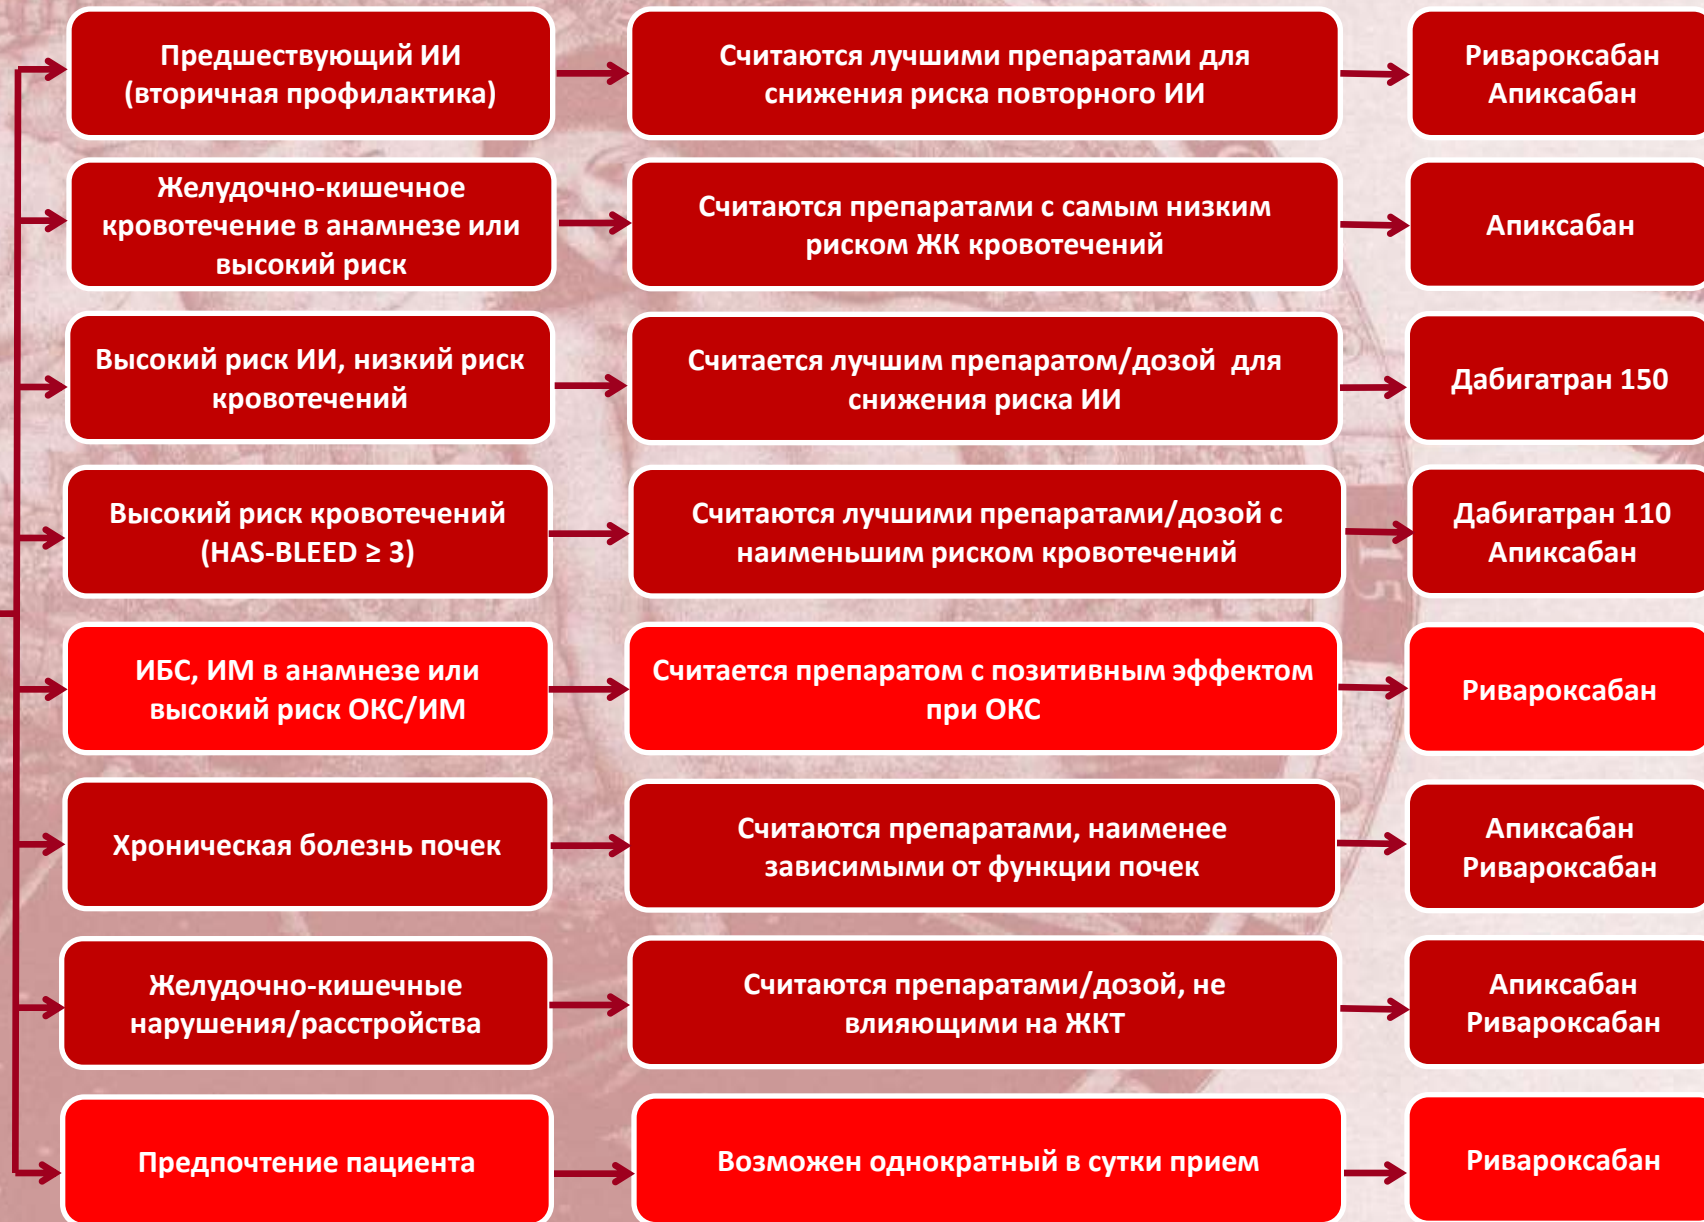 Предшествующий ИИ
(вторичная профилактика)
Считаются лучшими препаратами для
снижения риска повторного ИИ
Ривароксабан
Апиксабан
Желудочно-кишечное
кровотечение в анамнезе или
высокий риск
Считаются препаратами с самым низким
риском ЖК кровотечений
Апиксабан
Высокий риск ИИ, низкий риск
кровотечений
Считается лучшим препаратом/дозой для
снижения риска ИИ
Дабигатран 150
Высокий риск кровотечений
(HAS-BLEED ≥ 3)
Считаются лучшими препаратами/дозой с
наименьшим риском кровотечений
Дабигатран 110
Апиксабан
ИБС, ИМ в анамнезе или
высокий риск ОКС/ИМ
Считается препаратом с позитивным эффектом
при ОКС
Ривароксабан
Хроническая болезнь почек
Считаются препаратами, наименее
зависимыми от функции почек
Апиксабан
Ривароксабан
Желудочно-кишечные
нарушения/расстройства
Считаются препаратами/дозой, не
влияющими на ЖКТ
Апиксабан
Ривароксабан
Предпочтение пациента
Возможен однократный в сутки прием
Ривароксабан
15